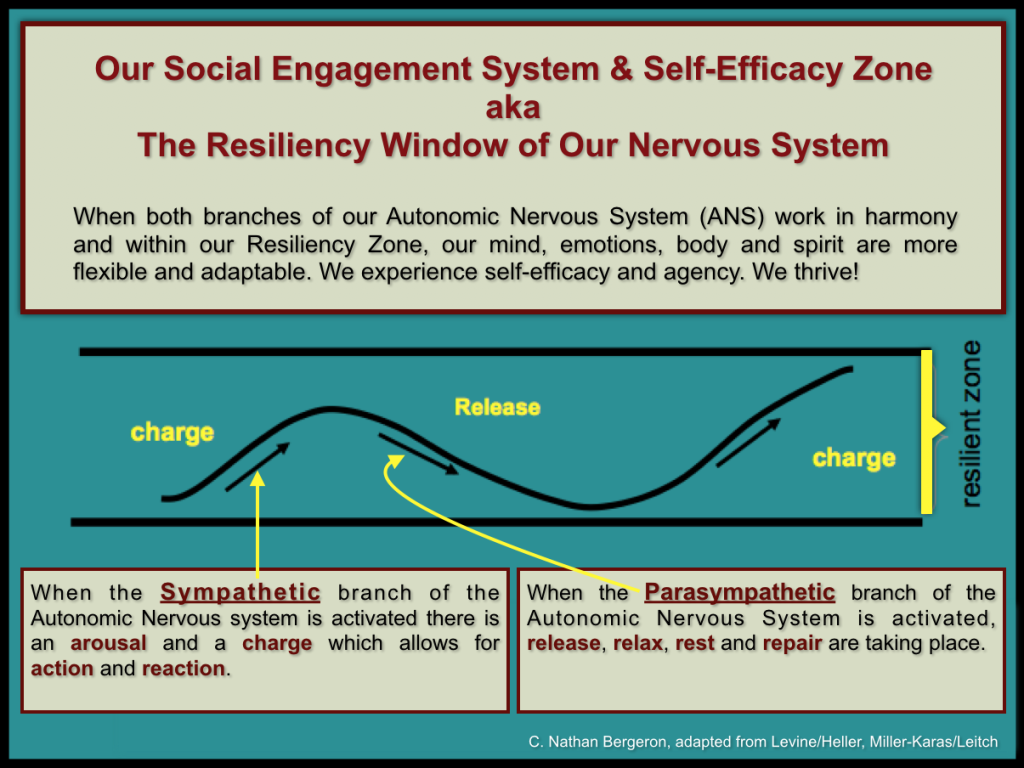 Our Social Engagement System & Self-Efficacy Zone
aka
The Resiliency Window of Our Nervous System
When both branches of our Autonomic Nervous System (ANS) work in harmony
and within our Resiliency Zone, our mind, emotions, body and spirit are more
flexible and adaptable. We experience self-efficacy and agency. We thrive!
charge
Release
charge
resilient zone
When the Sympathetic branch of the
Autonomic Nervous system is activated there is
an arousal and a charge which allows for
action and reaction.
When the Parasympathetic branch of the
Autonomic Nervous System is activated,
release, relax, rest and repair are taking place.
C. Nathan Bergeron, adapted from Levine/Heller, Miller-Karas/Leitch